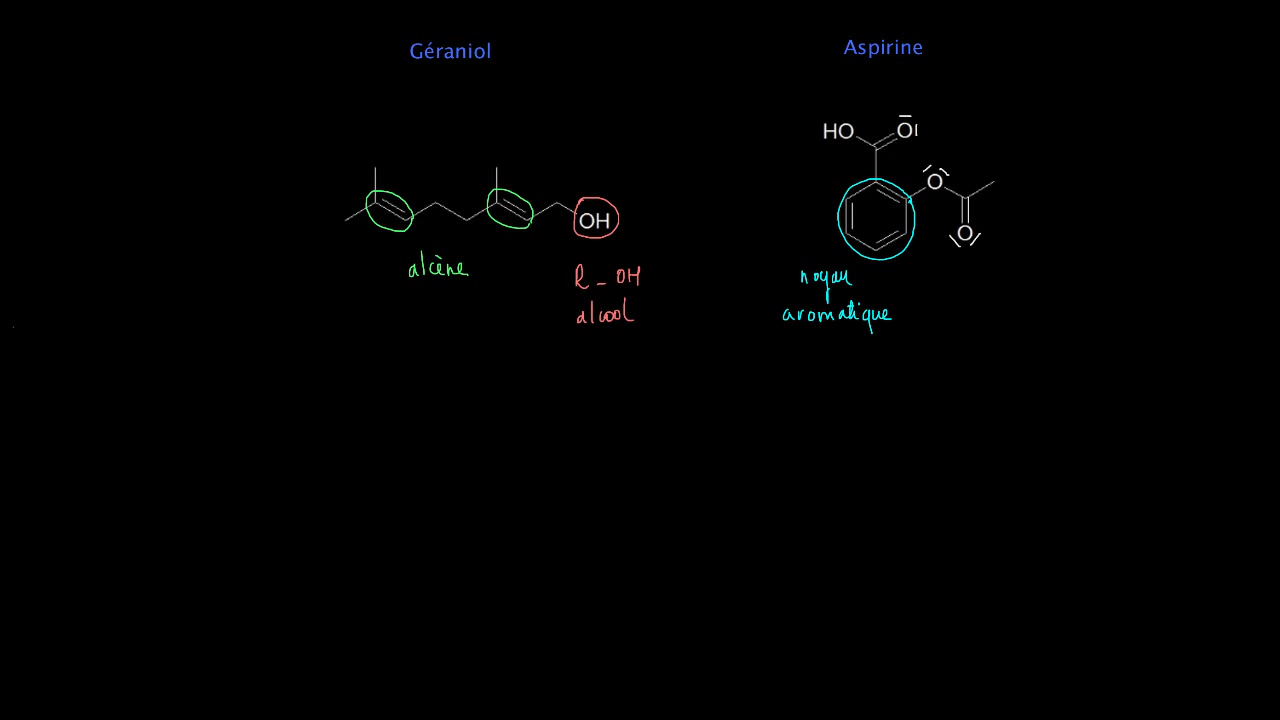 Géraniol
Aspirine
HO
O
O
O
OH
alcène
R - OH
alcool
noyau
aromatique